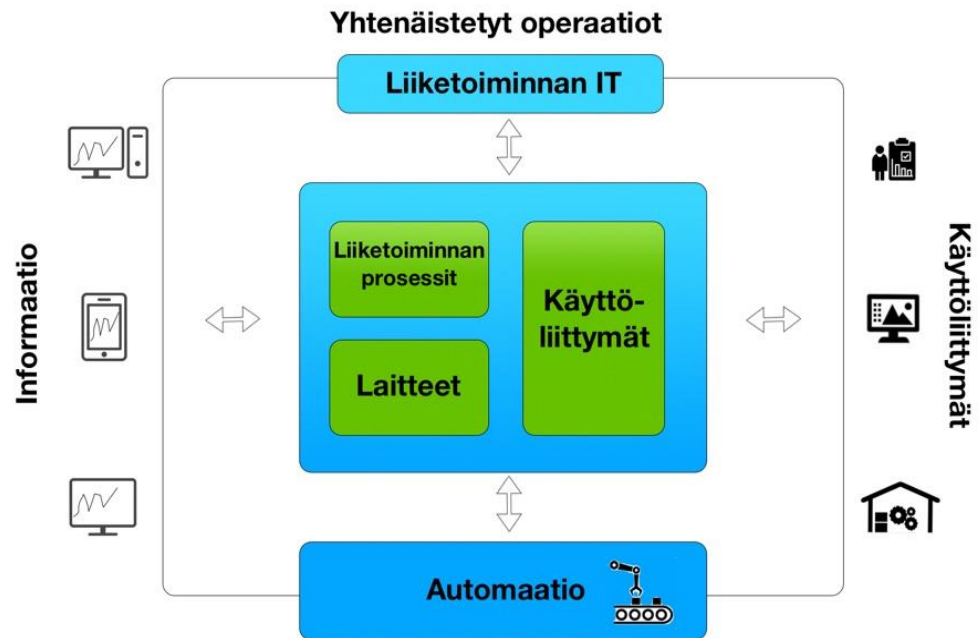 Yhtenäistetyt operaatiot
Liiketoiminnan IT
Informaatio
Liiketoiminnan
prosessit
Laitteet
Käyttö-
liittymät
Käyttöliittymät
Automaatio